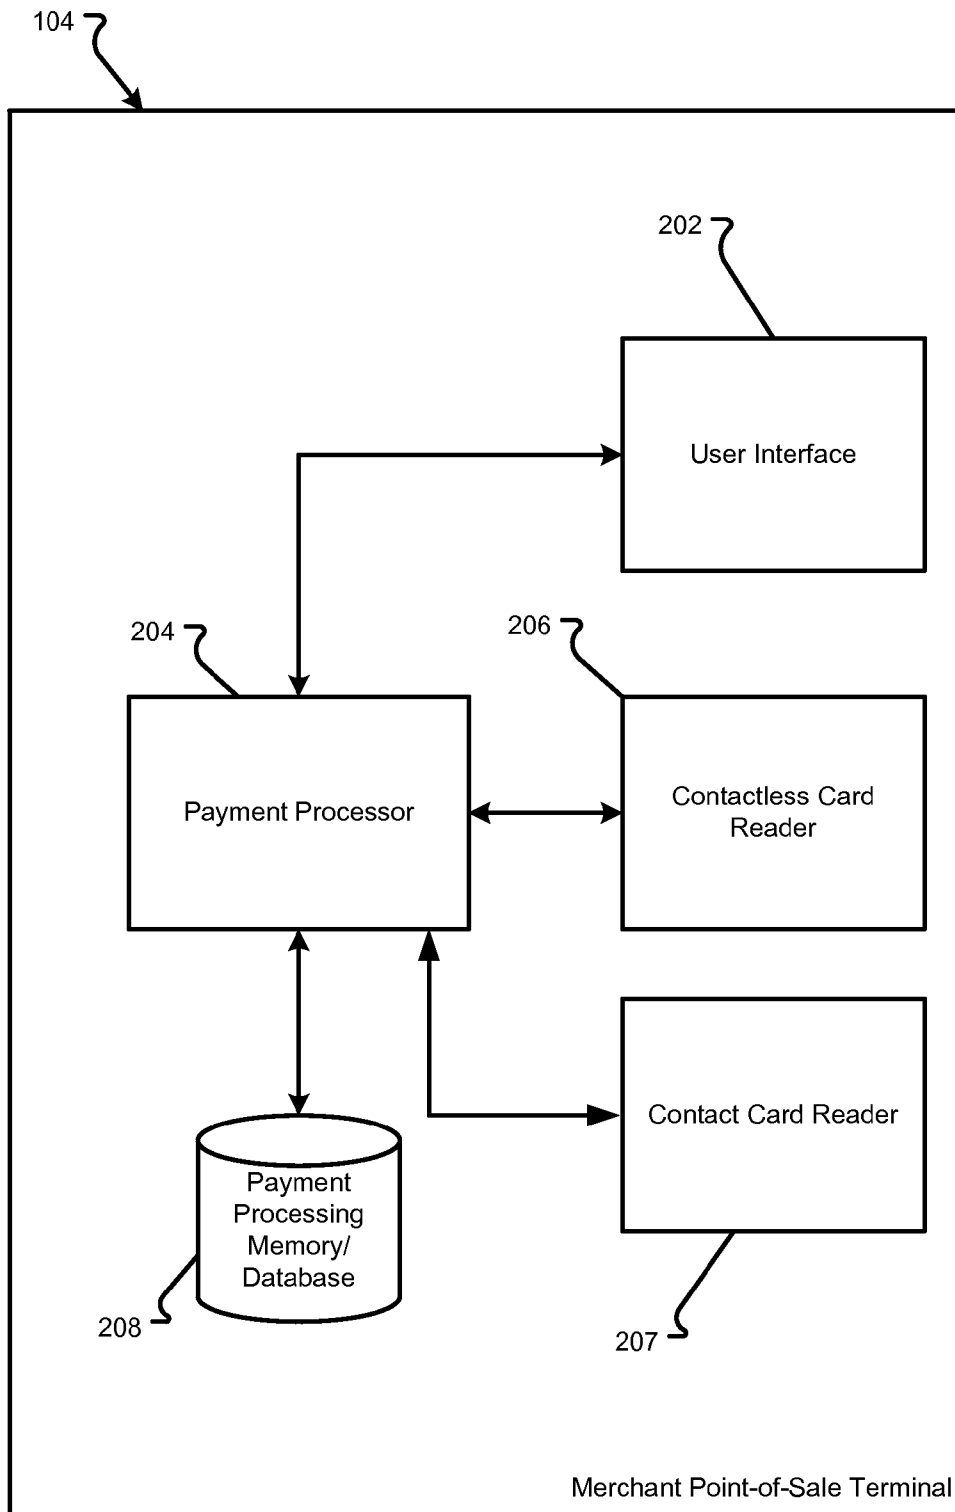 104
202
User Interface
204
206
Payment Processor
Contactless Card
Reader
Contact Card Reader
Payment
Processing
Memory/
Database
208
207
Merchant Point-of-Sale Terminal